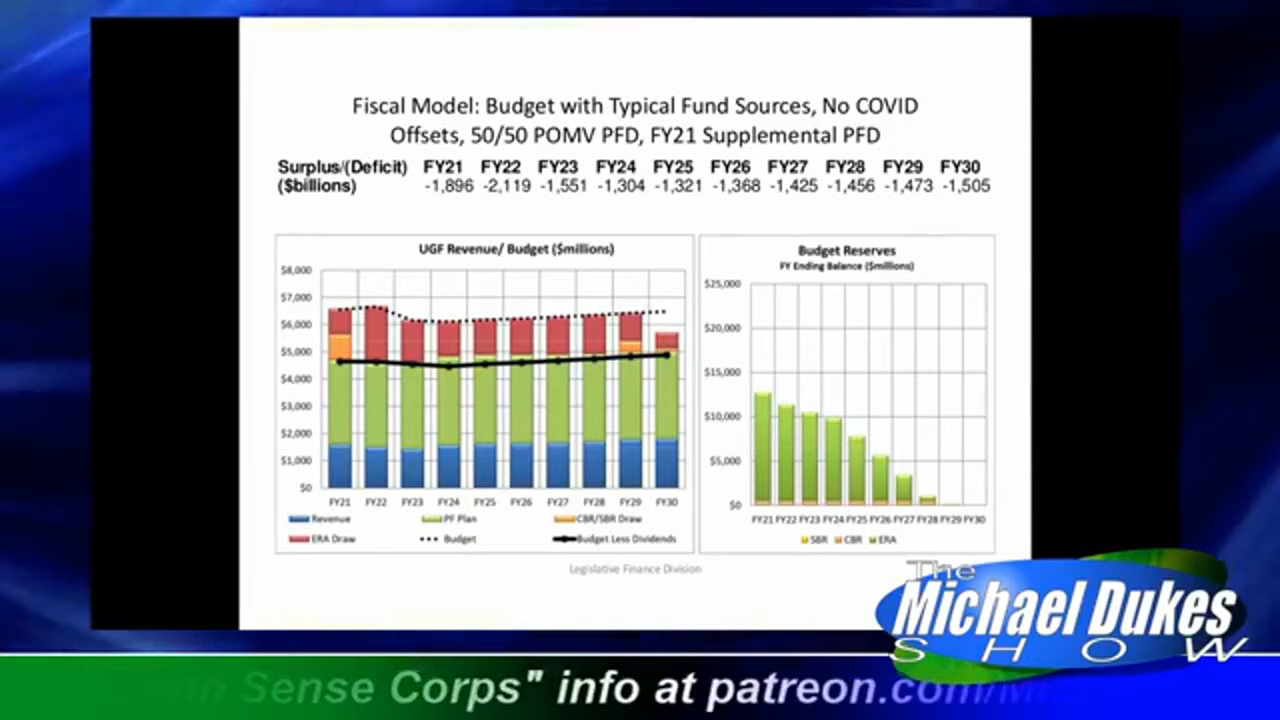 Fiscal Model: Budget with Typical Fund Sources, No COVID
Offsets, 50/50 POMV PFD, FY21 Supplemental PFD
Surplus/(Deficit) FY21 FY22 FY23 FY24 FY25 FY26 FY27 FY28 FY29 FY30
($billions) -1,896 -2,119 -1,551 -1,304 -1,321 -1,368 -1,425 -1,456 -1,473 -1,505
UGF Revenue/ Budget ($millions)
$8,000
$7,000
$6,000
$5,000
$4,000
$3,000
$2,000
$1,000
$0
FY21 FY22 FY23 FY24 FY25 FY26 FY27 FY28 FY29 FY30
Revenue PF Plan CBR/SBR Draw
ERA Draw Budget Budget Less Dividends
Budget Reserves
FY Ending Balance ($millions)
$25,000
$20,000
$15,000
$10,000
$5,000
$0
FY21 FY22 FY23 FY24 FY25 FY26 FY27 FY28 FY29 FY30
SBR CBR ERA
Legislative Finance Division
The
Michael Dukes
SHOW
Sense Corps" info at patreon.com/